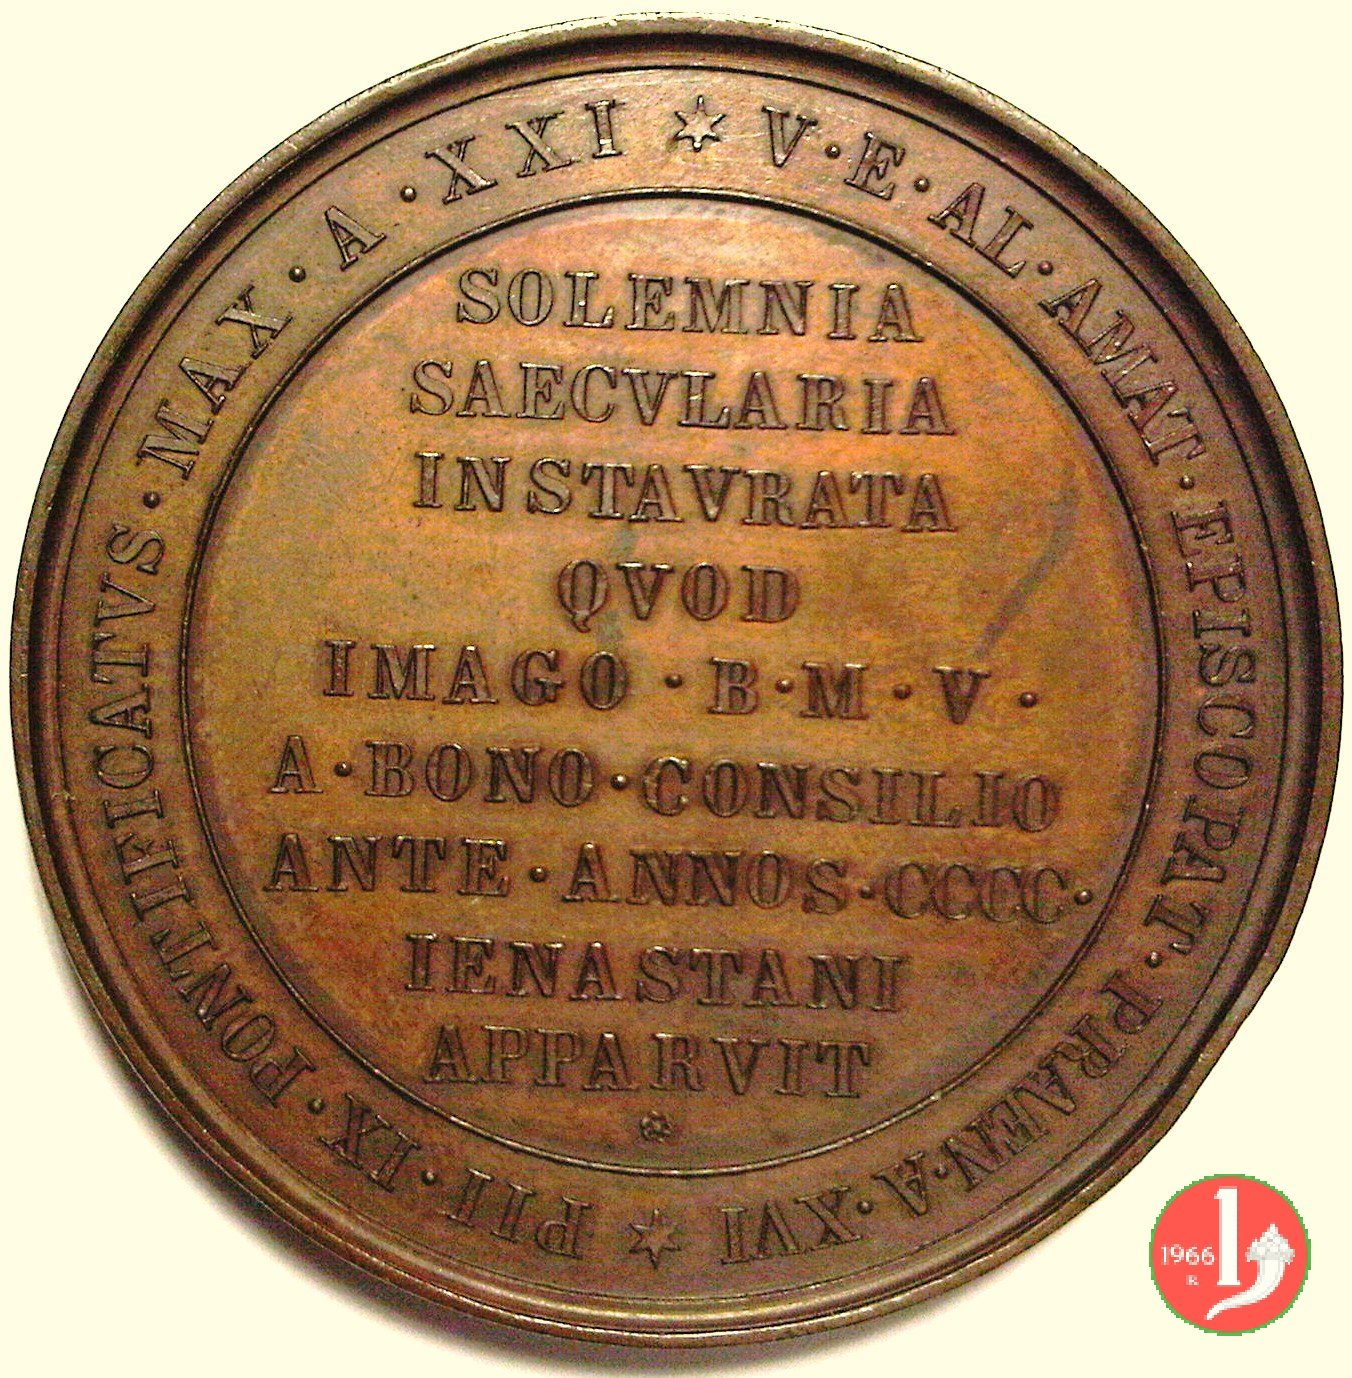 V·E·AL·AMAT·EPISCOPAT·PRAEN·A·XVI
PII·IX·PONTIFICATVS·MAX·A·XXI
SOLEMNIA
SAECVLARIA
INSTAVRATA
QVOD
IMAGO·B·M·V·
A·BONO·CONSILIO
ANTE·ANNOS·CCCC·
IENASTANI
APPARVIT
1966
R